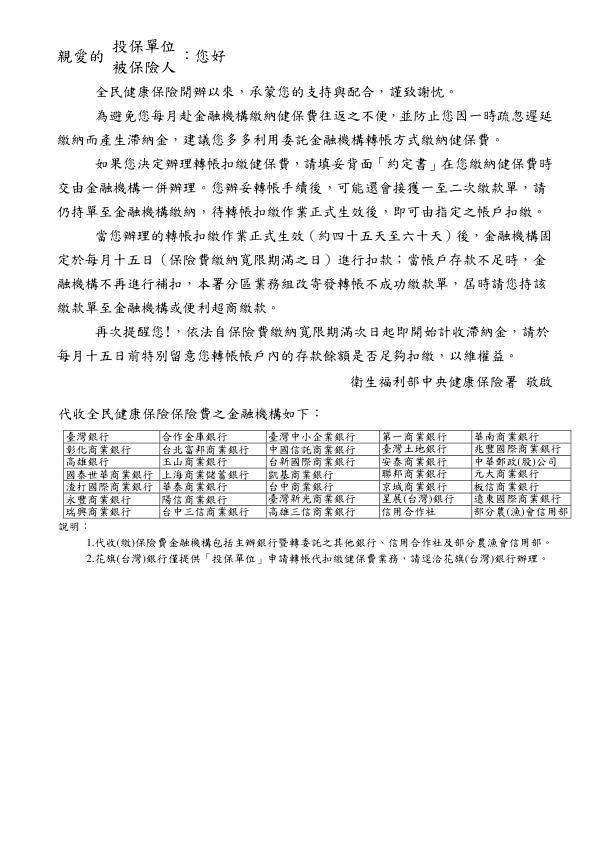 親愛的 投保單位 ：您好
被保險人
全民健康保險開辦以來，承蒙您的支持與配合，謹致謝忱。
為避免您每月赴金融機構繳納健保費往返之不便，並防止您因一時疏忽遲延
繳納而產生滯納金，建議您多多利用委託金融機構轉帳方式繳納健保費。
如果您決定辦理轉帳扣繳健保費，請填妥背面「約定書」在您繳納健保費時
交由金融機構一併辦理。您辦妥轉帳手續後，可能還會接獲一至二次繳款單，請
仍持單至金融機構繳納，待轉帳扣繳作業正式生效後，即可由指定之帳戶扣繳。
當您辦理的轉帳扣繳作業正式生效（約四十五天至六十天）後，金融機構固
定於每月十五日（保險費繳納寬限期滿之日）進行扣款；當帳戶存款不足時，金
融機構不再進行補扣，本署分區業務組改寄發轉帳不成功繳款單，屆時請您持該
繳款單至金融機構或便利超商繳款。
再次提醒您!，依法自保險費繳納寬限期滿次日起即開始計收滯納金，請於
每月十五日前特別留意您轉帳帳戶內的存款餘額是否足夠扣繳，以維權益。
衛生福利部中央健康保險署 敬啟
代收全民健康保險保險費之金融機構如下：
臺灣銀行 合作金庫銀行 臺灣中小企業銀行 第一商業銀行 華南商業銀行
彰化商業銀行 台北富邦商業銀行 中國信託商業銀行 臺灣土地銀行 兆豐國際商業銀行
高雄銀行 玉山商業銀行 台新國際商業銀行 安泰商業銀行 中華郵政(股)公司
國泰世華商業銀行 上海商業儲蓄銀行 凱基商業銀行 聯邦商業銀行 元大商業銀行
渣打國際商業銀行 華泰商業銀行 台中商業銀行 京城商業銀行 板信商業銀行
永豐商業銀行 陽信商業銀行 臺灣新光商業銀行 星展(台灣)銀行 遠東國際商業銀行
瑞興商業銀行 台中三信商業銀行 高雄三信商業銀行 信用合作社 部分農(漁)會信用部
說明：
1.代收(繳)保險費金融機構包括主辦銀行暨轉委託之其他銀行、信用合作社及部分農漁會信用部。
2.花旗(台灣)銀行僅提供「投保單位」申請轉帳代扣繳健保費業務，請逕洽花旗(台灣)銀行辦理。